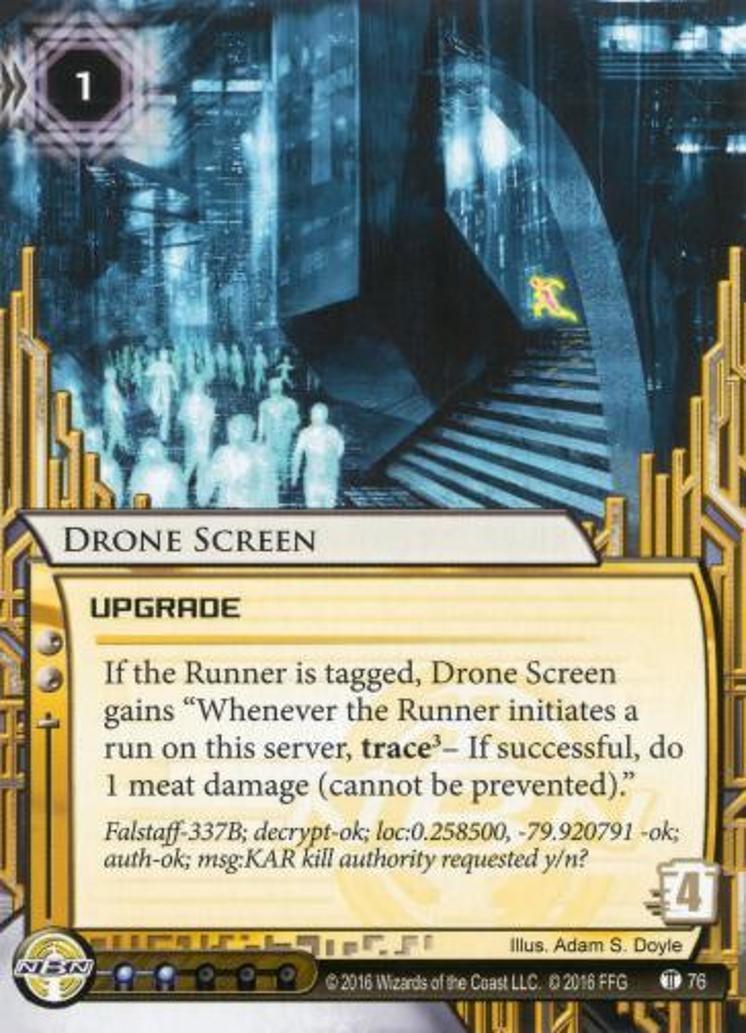 1
DRONE SCREEN
UPGRADE
If the Runner is tagged, Drone Screen
gains “Whenever the Runner initiates a
run on this server, trace³– If successful, do
1 meat damage (cannot be prevented).”
Falstaff-337B; decrypt-ok; loc:0.258500, -79.920791 -ok;
auth-ok; msg:KAR kill authority requested y/n?
4
Illus. Adam S. Doyle
NBN
© 2016 Wizards of the Coast LLC. © 2016 FFG
76